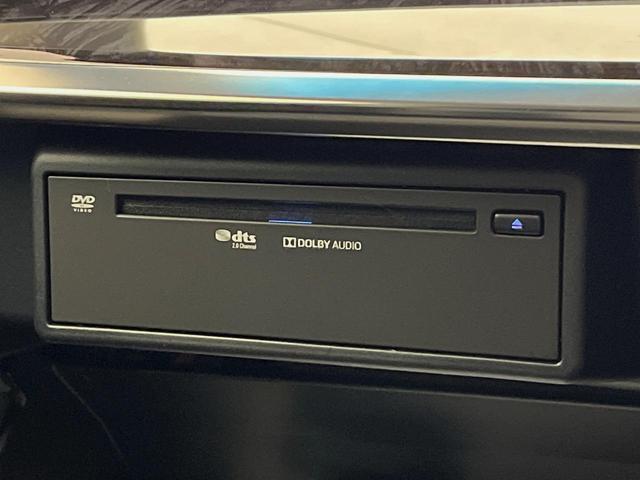 DVD
VIDEO
dts
2.0 Channel
DOLBY AUDIO